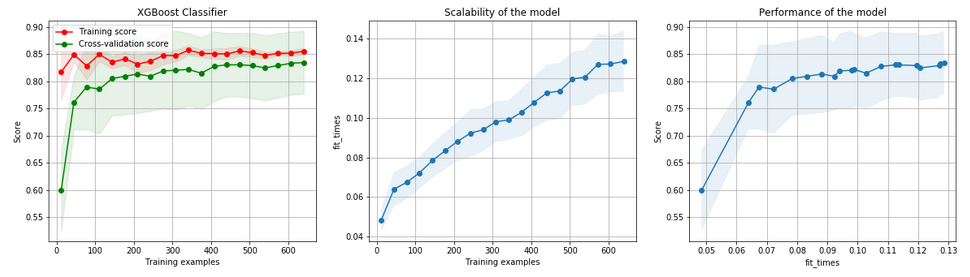 XGBoost Classifier
Training score
Cross-validation score
Score
0.90
0.85
0.80
0.75
0.70
0.65
0.60
0.55
0 100 200 300 400 500 600
Training examples
Scalability of the model
fit_times
0.14
0.12
0.10
0.08
0.06
0.04
0 100 200 300 400 500 600
Training examples
Performance of the model
Score
0.90
0.85
0.80
0.75
0.70
0.65
0.60
0.55
0.05 0.06 0.07 0.08 0.09 0.10 0.11 0.12 0.13
fit_times